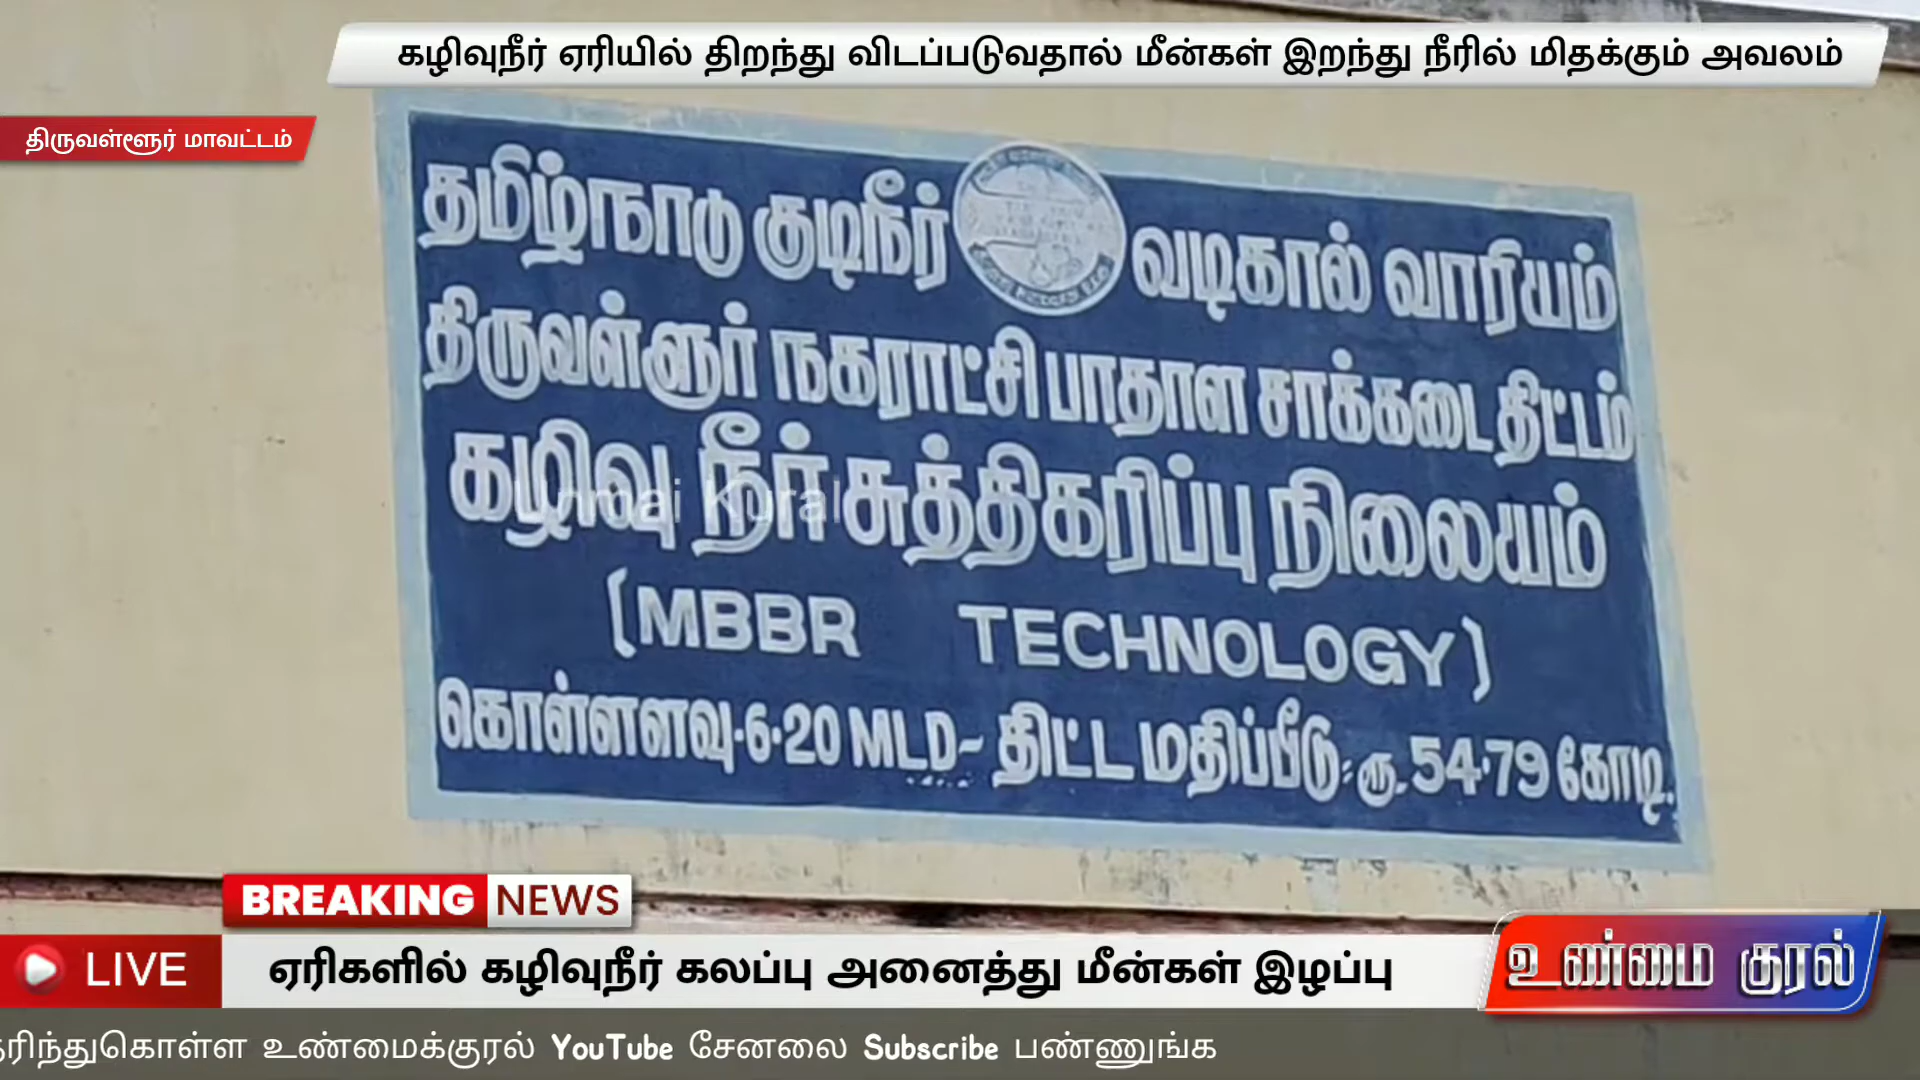 கழிவுநீர் ஏரியில் திறந்து விடப்படுவதால் மீன்கள் இறந்து நீரில் மிதக்கும் அவலம்
திருவள்ளூர் மாவட்டம்
தமிழ்நாடு குடிநீர் வடிகால் வாரியம்
திருவள்ளுர் நகராட்சி பாதாள சாக்கடை திட்டம்
கழிவு நீர் சுத்திகரிப்பு நிலையம்
Unmai Kural
(MBBR TECHNOLOGY)
கொள்ளளவு-6·20 MLD- திட்ட மதிப்பீடு: ரூ. 54·79 கோடி.
BREAKING NEWS
LIVE ஏரிகளில் கழிவுநீர் கலப்பு அனைத்து மீன்கள் இழப்பு
உண்மை குரல்
ரிந்துகொள்ள உண்மைக்குரல் YouTube சேனலை Subscribe பண்ணுங்க